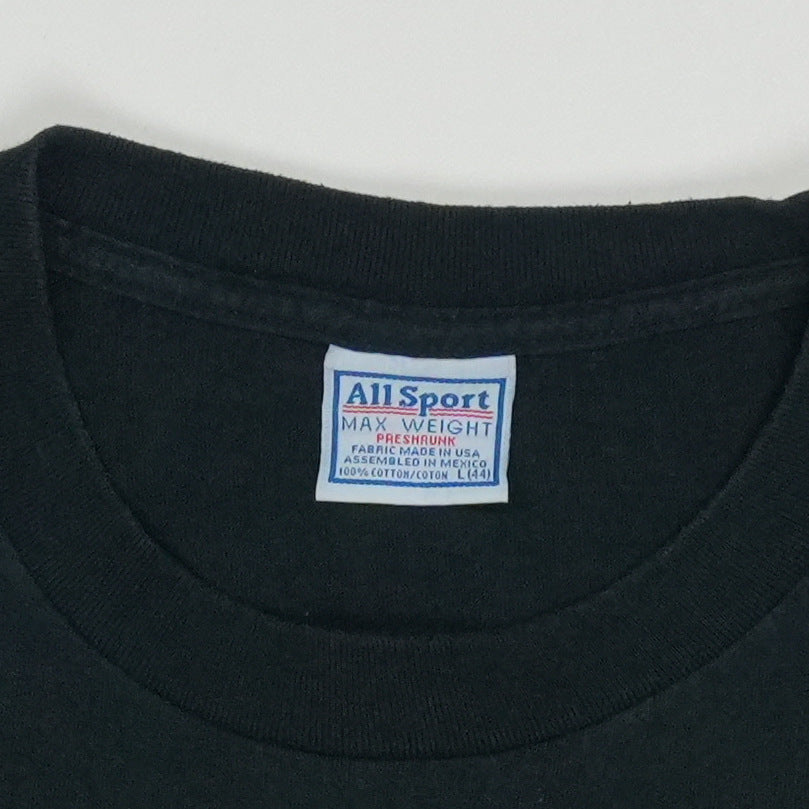 All Sport
MAX WEIGHT
PRESHRUNK
FABRIC MADE IN USA
ASSEMBLED IN MEXICO
100% COTTON/COTON L (44)